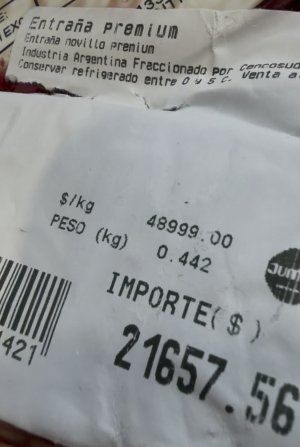 Entraña premium
Entraña novillo premium
Industria Argentina Fraccionado por Cencosud
Conservar refrigerado entre 0 y 5 C. Venta a
$/kg 48999.00
PESO (kg) 0.442
IMPORTE($)
21657.56
1421